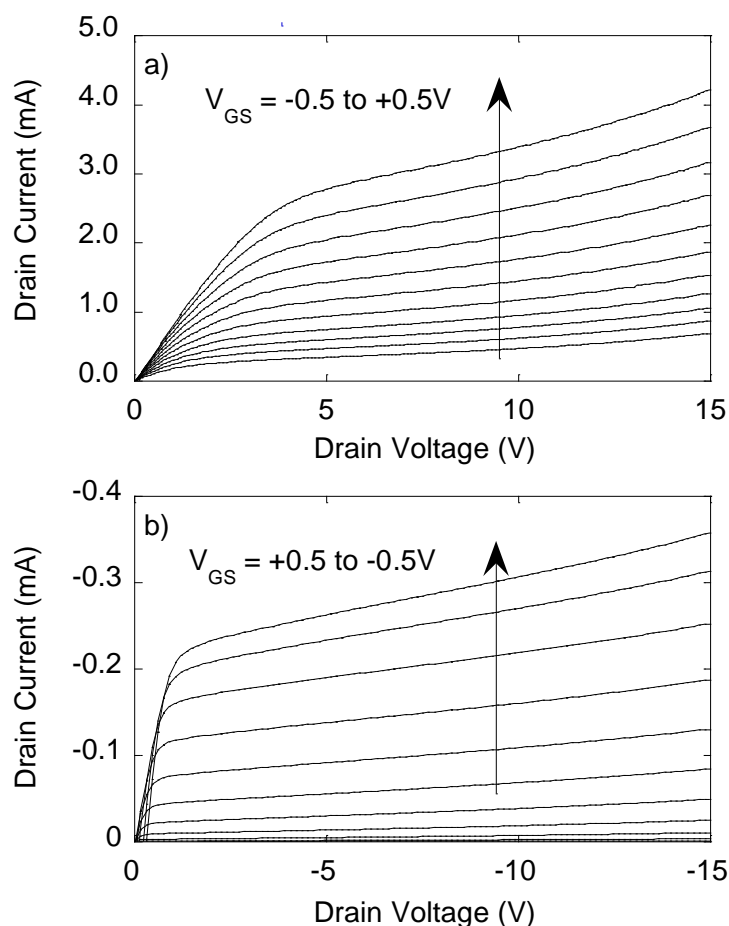 5.0
a)
V_GS = -0.5 to +0.5V
4.0
3.0
2.0
1.0
0.0
Drain Current (mA)
0 5 10 15
Drain Voltage (V)
-0.4
b)
V_GS = +0.5 to -0.5V
-0.3
-0.2
-0.1
0
Drain Current (mA)
0 -5 -10 -15
Drain Voltage (V)